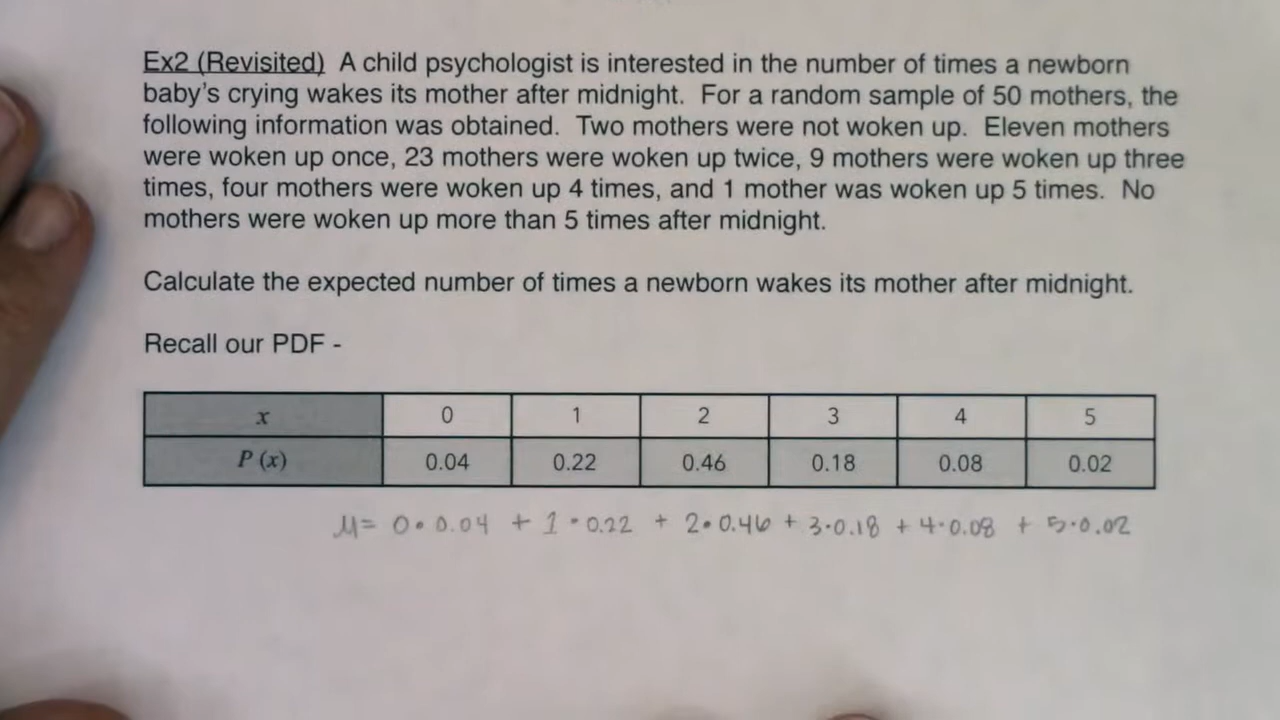 Ex2 (Revisited) A child psychologist is interested in the number of times a newborn
baby's crying wakes its mother after midnight. For a random sample of 50 mothers, the
following information was obtained. Two mothers were not woken up. Eleven mothers
were woken up once, 23 mothers were woken up twice, 9 mothers were woken up three
times, four mothers were woken up 4 times, and 1 mother was woken up 5 times. No
mothers were woken up more than 5 times after midnight.
Calculate the expected number of times a newborn wakes its mother after midnight.
Recall our PDF -
x 0 1 2 3 4 5
P (x) 0.04 0.22 0.46 0.18 0.08 0.02
μ= 0•0.04 + 1•0.22 + 2•0.46 + 3•0.18 + 4•0.08 + 5•0.02